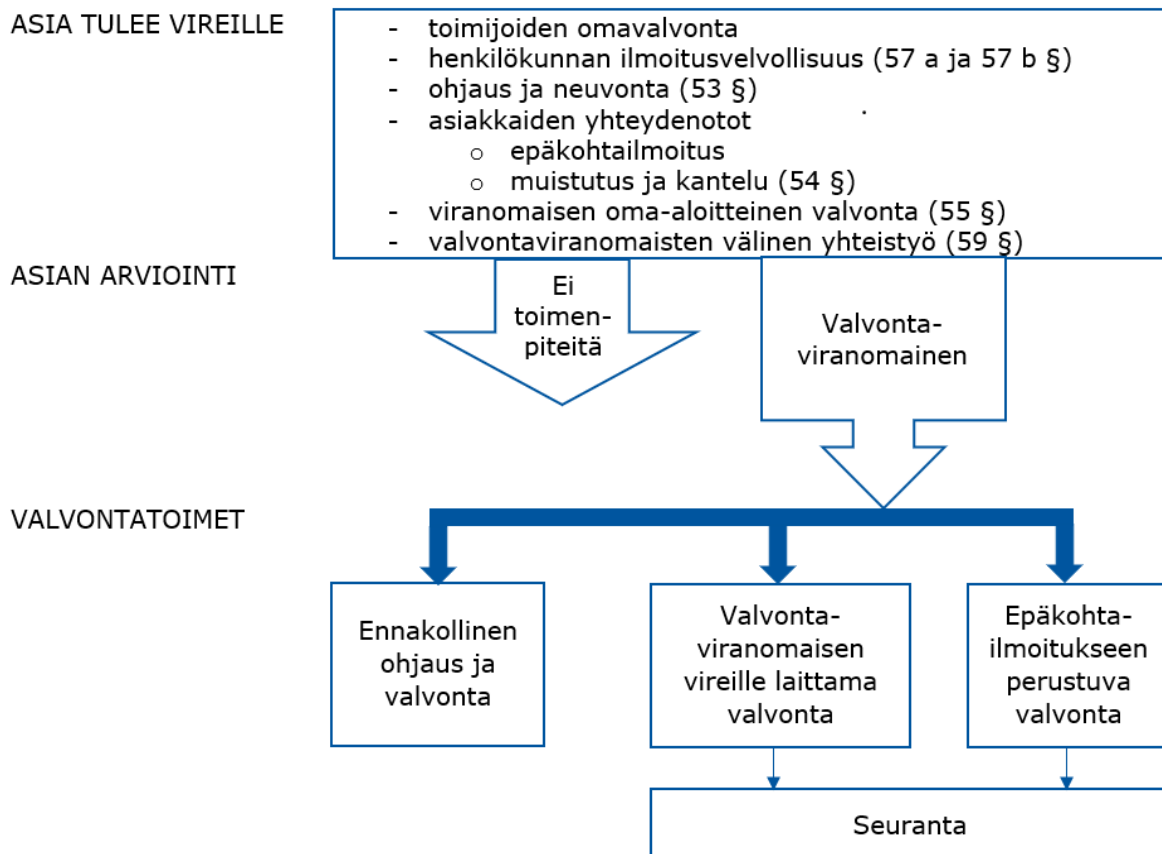 ASIA TULEE VIREILLE
- toimijoiden omavalvonta
- henkilökunnan ilmoitusvelvollisuus (57 a ja 57 b §)
- ohjaus ja neuvonta (53 §)
- asiakkaiden yhteydenotot
o epäkohtailmoitus
o muistutus ja kantelu (54 §)
- viranomaisen oma-aloitteinen valvonta (55 §)
- valvontaviranomaisten välinen yhteistyö (59 §)
ASIAN ARVIOINTI
Ei
toimen-
piteitä
Valvonta-
viranomainen
VALVONTATOIMET
Ennakollinen
ohjaus ja
valvonta
Valvonta-
viranomaisen
vireille laittama
valvonta
Epäkohta-
ilmoitukseen
perustuva
valvonta
Seuranta